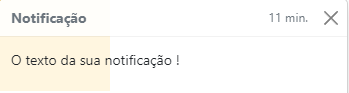 Notificação 11 min.
O texto da sua notificação !